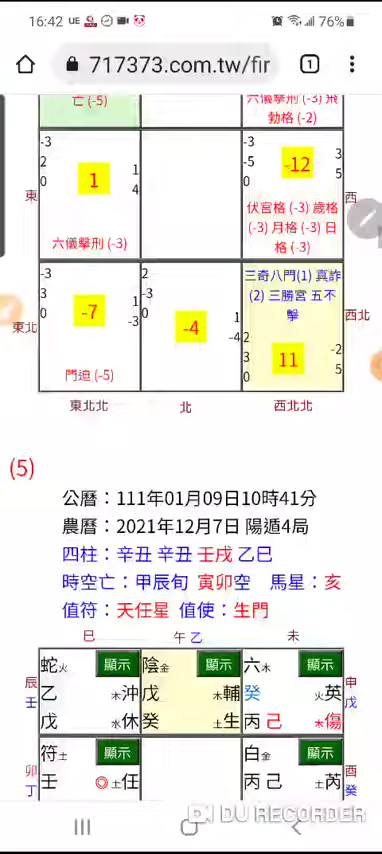 16:42 UE 76%
717373.com.tw/fir 1
亡 (-5) 六儀擊刑 (-3) 飛
勃格 (-2)
-3 -3
2 1 1 -5 -12 3
0 4 0 5
東 西
伏宮格 (-3) 歲格
(-3) 月格 (-3) 日
格 (-3)
六儀擊刑 (-3)
-3 2 三奇八門(1) 真詐
3 -7 1 -3 -4 1 (2) 三勝宮 五不
0 -3 0 -4 擊
東北 西北
2 -2
3 11 5
0
門迫 (-5)
東北北 北 西北北
(5)
公曆：111年01月09日10時41分
農曆：2021年12月7日 陽遁4局
四柱：辛丑 辛丑 壬戌 乙巳
時空亡：甲辰旬 寅卯空 馬星：亥
值符：天任星 值使：生門
巳 午乙 未
蛇火 顯示 陰金 顯示 六木 顯示
辰 乙 木沖 戊 木輔 癸 火英 申
壬 戊 水休 癸 土生 丙 己 木傷 戊
符土 顯示 白金 顯示
卯 壬 ◎ 土任 丙 己 土芮 酉
丁 癸
DU RECORDER